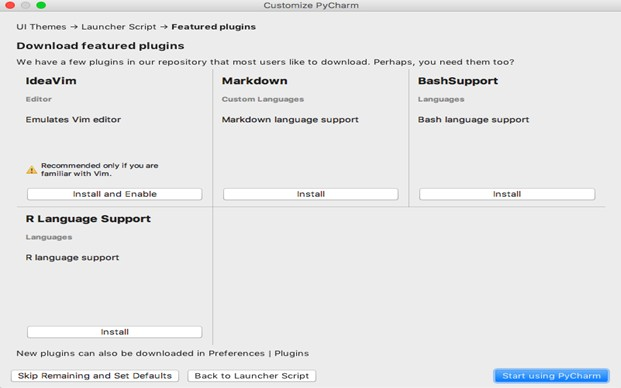 Customize PyCharm
UI Themes → Launcher Script → Featured plugins
Download featured plugins
We have a few plugins in our repository that most users like to download. Perhaps, you need them too?
IdeaVim
Editor
Emulates Vim editor
Recommended only if you are
familiar with Vim.
Install and Enable
Markdown
Custom Languages
Markdown language support
Install
BashSupport
Languages
Bash language support
Install
R Language Support
Languages
R language support
Install
New plugins can also be downloaded in Preferences | Plugins
Skip Remaining and Set Defaults
Back to Launcher Script
Start using PyCharm